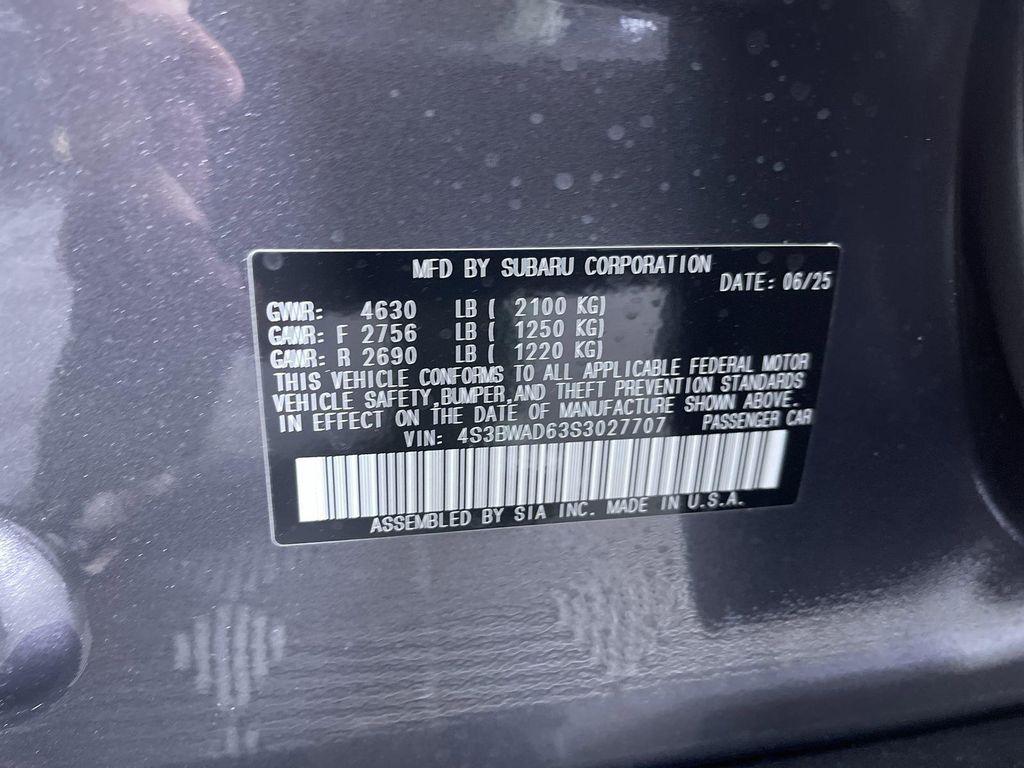 MFD BY SUBARU CORPORATION
DATE: 06/25
GVWR: 4630 LB ( 2100 KG)
GAWR: F 2756 LB ( 1250 KG)
GAWR: R 2690 LB ( 1220 KG)
THIS VEHICLE CONFORMS TO ALL APPLICABLE FEDERAL MOTOR
VEHICLE SAFETY, BUMPER, AND THEFT PREVENTION STANDARDS
IN EFFECT ON THE DATE OF MANUFACTURE SHOWN ABOVE.
VIN: 4S3BWAD63S3027707 PASSENGER CAR
ASSEMBLED BY SIA INC. MADE IN U.S.A.